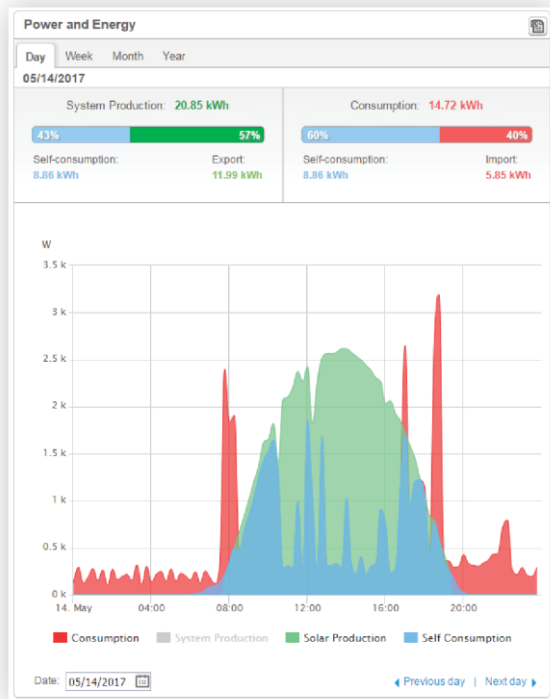 Power and Energy
Day Week Month Year
05/14/2017
System Production: 20.85 kWh
43% 57%
Self-consumption: Export:
8.86 kWh 11.99 kWh
Consumption: 14.72 kWh
60% 40%
Self-consumption: Import:
8.86 kWh 5.85 kWh
W
3.5 k
3 k
2.5 k
2 k
1.5 k
1 k
0.5 k
0 k
14. May 04:00 08:00 12:00 16:00 20:00
Consumption System Production Solar Production Self Consumption
Date: 05/14/2017 Previous day | Next day